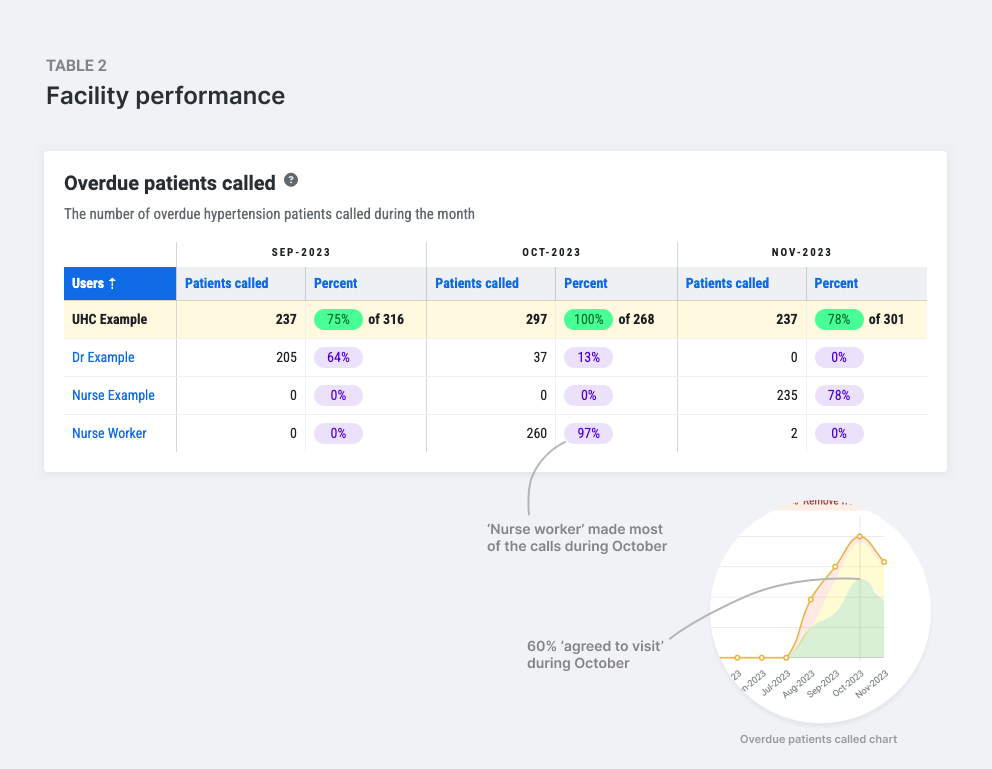 TABLE 2
Facility performance
Overdue patients called ?
The number of overdue hypertension patients called during the month
SEP-2023 OCT-2023 NOV-2023
Users ↑ Patients called Percent Patients called Percent Patients called Percent
UHC Example 237 75% of 316 297 100% of 268 237 78% of 301
Dr Example 205 64% 37 13% 0 0%
Nurse Example 0 0% 0 0% 235 78%
Nurse Worker 0 0% 260 97% 2 0%
Remove
‘Nurse worker’ made most
of the calls during October
60% ‘agreed to visit’
during October
23 n-2023 Jul-2023 Aug-2023 Sep-2023 Oct-2023 Nov-2023
Overdue patients called chart